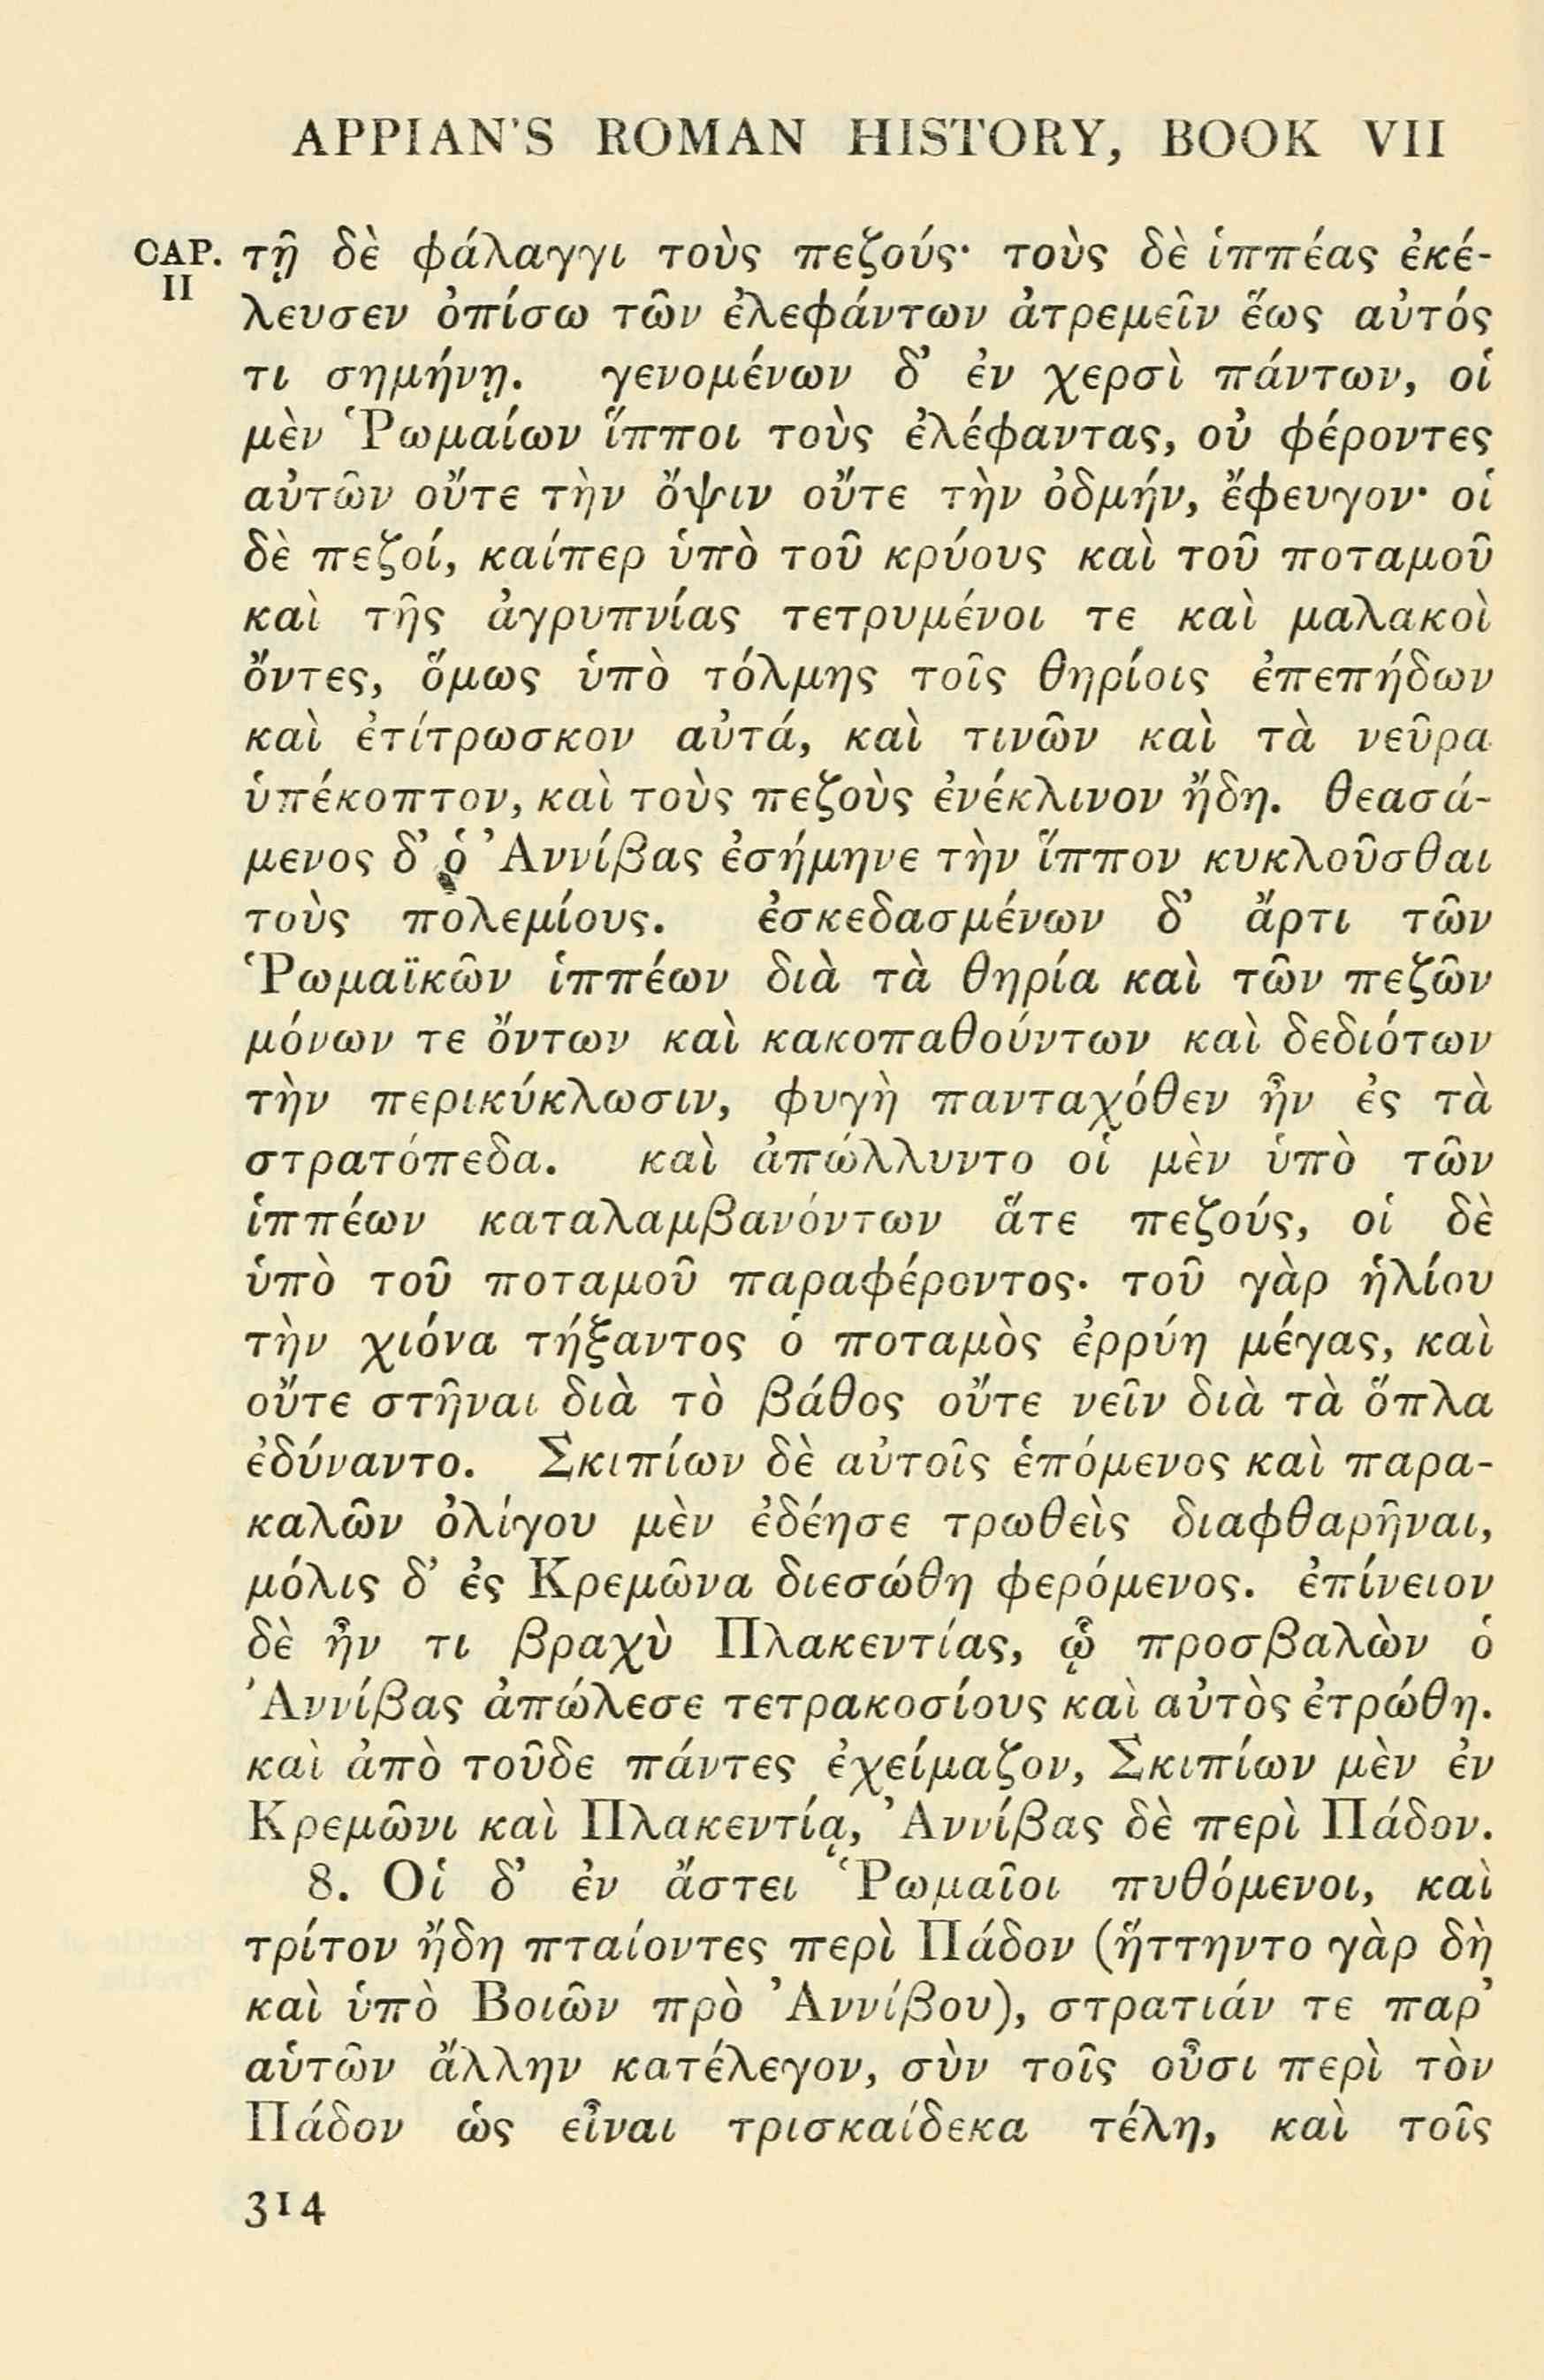 APPIAN'S ROMAN HISTORY, BOOK VII
CAP. II
τῇ δὲ φάλαγγι τοὺς πεζούς· τοὺς δὲ ἱππέας ἐκέ-
λευσεν ὀπίσω τῶν ἐλεφάντων ἀτρεμεῖν ἕως αὐτός
τι σημήνῃ. γενομένων δ’ ἐν χερσὶ πάντων, οἱ
μὲν Ῥωμαίων ἵπποι τοὺς ἐλέφαντας, οὐ φέροντες
αὐτῶν οὔτε τὴν ὄψιν οὔτε τὴν ὀδμήν, ἔφευγον· οἱ
δὲ πεζοί, καίπερ ὑπὸ τοῦ κρύους καὶ τοῦ ποταμοῦ
καὶ τῆς ἀγρυπνίας τετρυμένοι τε καὶ μαλακοὶ
ὄντες, ὅμως ὑπὸ τόλμης τοῖς θηρίοις ἐπεπήδων
καὶ ἐτίτρωσκον αὐτά, καὶ τινῶν καὶ τὰ νεῦρα
ὑπέκοπτον, καὶ τοὺς πεζοὺς ἐνέκλινον ἤδη. θεασά-
μενος δ’ ὁ Ἀννίβας ἐσήμηνε τὴν ἵππον κυκλοῦσθαι
τοὺς πολεμίους. ἐσκεδασμένων δ’ ἄρτι τῶν
Ῥωμαϊκῶν ἱππέων διὰ τὰ θηρία καὶ τῶν πεζῶν
μόνων τε ὄντων καὶ κακοπαθούντων καὶ δεδιότων
τὴν περικύκλωσιν, φυγὴ πανταχόθεν ἦν ἐς τὰ
στρατόπεδα. καὶ ἀπώλλυντο οἱ μὲν ὑπὸ τῶν
ἱππέων καταλαμβανόντων ἅτε πεζούς, οἱ δὲ
ὑπὸ τοῦ ποταμοῦ παραφέροντος· τοῦ γὰρ ἡλίου
τὴν χιόνα τήξαντος ὁ ποταμὸς ἐρρύη μέγας, καὶ
οὔτε στῆναι διὰ τὸ βάθος οὔτε νεῖν διὰ τὰ ὅπλα
ἐδύναντο. Σκιπίων δὲ αὐτοῖς ἑπόμενος καὶ παρα-
καλῶν ὀλίγου μὲν ἐδέησε τρωθεὶς διαφθαρῆναι,
μόλις δ’ ἐς Κρεμῶνα διεσώθη φερόμενος. ἐπίνειον
δὲ ἦν τι βραχὺ Πλακεντίας, ᾧ προσβαλὼν ὁ
Ἀννίβας ἀπώλεσε τετρακοσίους καὶ αὐτὸς ἐτρώθη.
καὶ ἀπὸ τοῦδε πάντες ἐχείμαζον, Σκιπίων μὲν ἐν
Κρεμῶνι καὶ Πλακεντίᾳ, Ἀννίβας δὲ περὶ Πάδον.
8. Οἱ δ’ ἐν ἄστει Ῥωμαῖοι πυθόμενοι, καὶ
τρίτον ἤδη πταίοντες περὶ Πάδον (ἥττηντο γὰρ δὴ
καὶ ὑπὸ Βοιῶν πρὸ Ἀννίβου), στρατιάν τε παρ’
αὑτῶν ἄλλην κατέλεγον, σὺν τοῖς οὖσι περὶ τὸν
Πάδον ὡς εἶναι τρισκαίδεκα τέλη, καὶ τοῖς
314